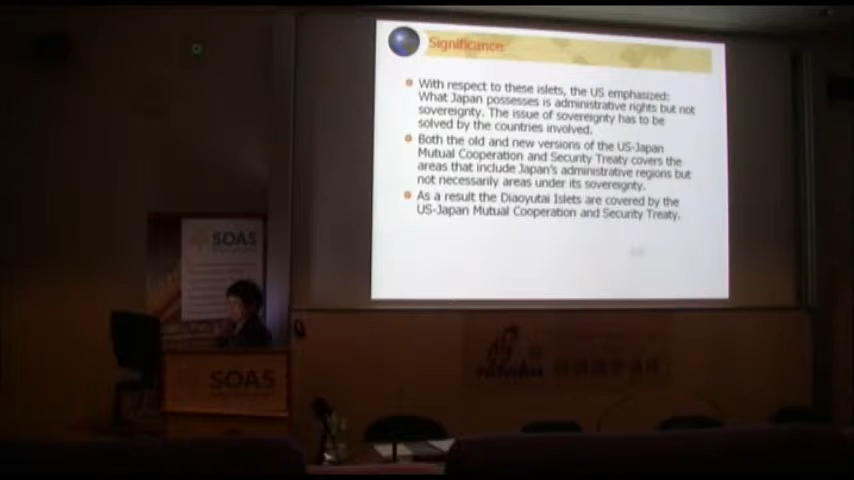 Significance
With respect to these islets, the US emphasized:
What Japan possesses is administrative rights but not
sovereignty. The issue of sovereignty has to be
solved by the countries involved.
Both the old and new versions of the US-Japan
Mutual Cooperation and Security Treaty covers the
areas that include Japan's administrative regions but
not necessarily areas under its sovereignty.
As a result the Diaoyutai Islets are covered by the
US-Japan Mutual Cooperation and Security Treaty.
SOAS
SOAS